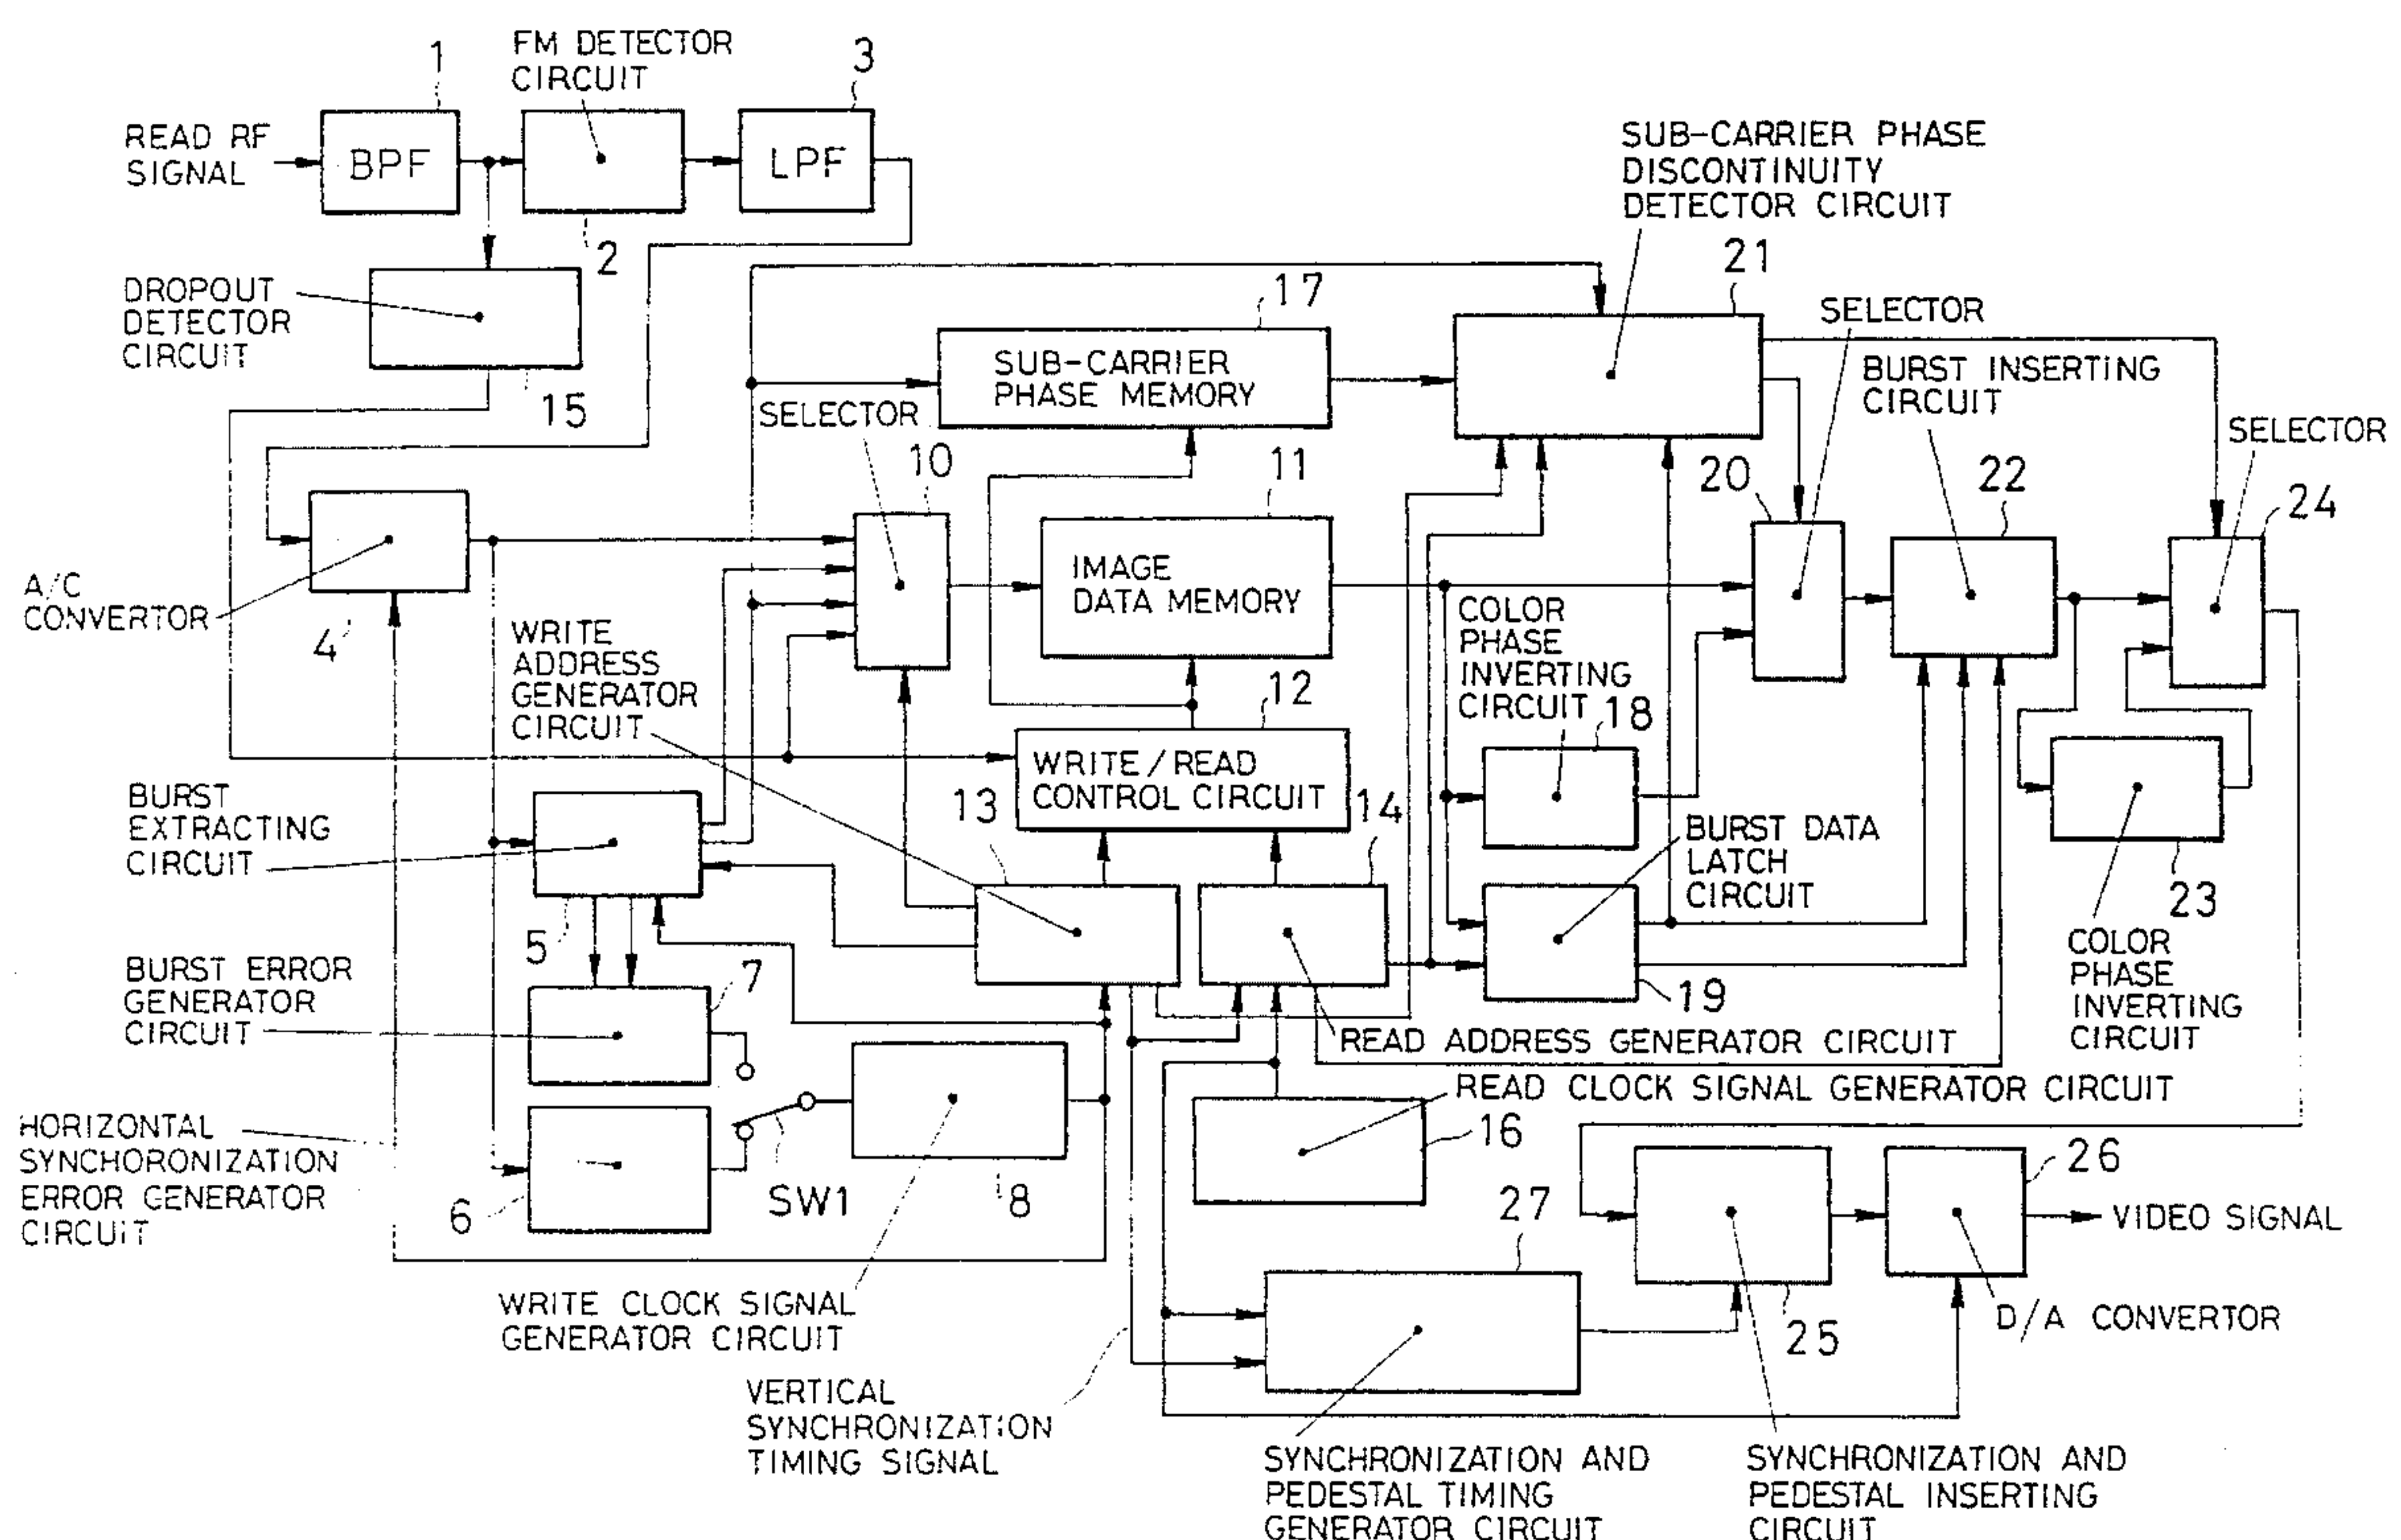 1
FM DETECTOR
CIRCUIT
3
READ RF
SIGNAL
BPF
LPF
2
SUB-CARRIER PHASE
DISCONTINUITY
DETECTOR CIRCUIT
21
DROPOUT
DETECTOR
CIRCUIT
15
17
SUB-CARRIER
PHASE MEMORY
SELECTOR
BURST INSERTING
CIRCUIT
SELECTOR
SELECTOR
10
11
20
22
24
A/C
CONVERTOR
4
IMAGE
DATA MEMORY
WRITE
ADDRESS
GENERATOR
CIRCUIT
COLOR
PHASE
INVERTING
CIRCUIT
18
12
WRITE/READ
CONTROL CIRCUIT
BURST
EXTRACTING
CIRCUIT
5
13
14
BURST DATA
LATCH
CIRCUIT
19
23
COLOR
PHASE
INVERTING
CIRCUIT
BURST ERROR
GENERATOR
CIRCUIT
7
READ ADDRESS GENERATOR CIRCUIT
READ CLOCK SIGNAL GENERATOR CIRCUIT
16
HORIZONTAL
SYNCHORONIZATION
ERROR GENERATOR
CIRCUIT
6
SW1
8
27
26
VIDEO SIGNAL
25
D/A CONVERTOR
WRITE CLOCK SIGNAL
GENERATOR CIRCUIT
VERTICAL
SYNCHRONIZATION
TIMING SIGNAL
SYNCHRONIZATION AND
PEDESTAL TIMING
GENERATOR CIRCUIT
SYNCHRONIZATION AND
PEDESTAL INSERTING
CIRCUIT